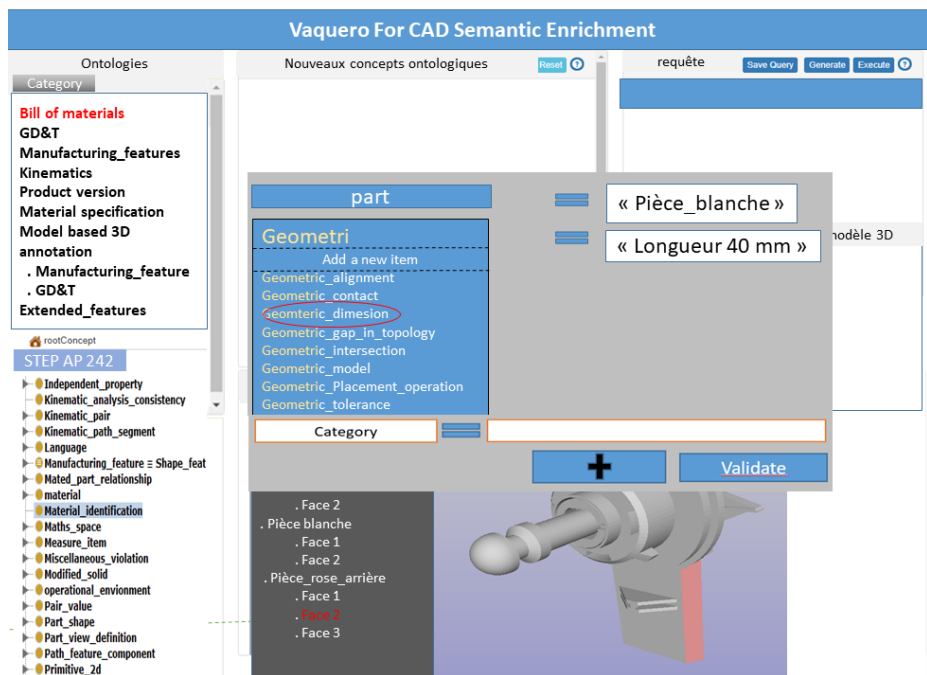 Vaquero For CAD Semantic Enrichment
Ontologies
Category
Bill of materials
GD&T
Manufacturing_features
Kinematics
Product version
Material specification
Model based 3D
annotation
. Manufacturing_feature
. GD&T
Extended_features
rootConcept
STEP AP 242
Independent_property
Kinematic_analysis_consistency
Kinematic_pair
Kinematic_path_segment
Language
Manufacturing_feature ≡ Shape_feat
Mated_part_relationship
material
Material_identification
Maths_space
Measure_item
Miscellaneous_violation
Modified_solid
operational_envionment
Pair_value
Part_shape
Part_view_definition
Path_feature_component
Primitive_2d
Nouveaux concepts ontologiques
Reset
?
requête
Save Query
Generate
Execute
?
part
=
« Pièce_blanche »
Geometri
=
« Longueur 40 mm »
Add a new item
Geometric_alignment
Geometric_contact
Geomteric_dimesion
Geometric_gap_in_topology
Geometric_intersection
Geometric_model
Geometric_Placement_operation
Geometric_tolerance
Category
=
+
Validate
modèle 3D
. Face 2
. Pièce blanche
. Face 1
. Face 2
. Pièce_rose_arrière
. Face 1
. Face 2
. Face 3